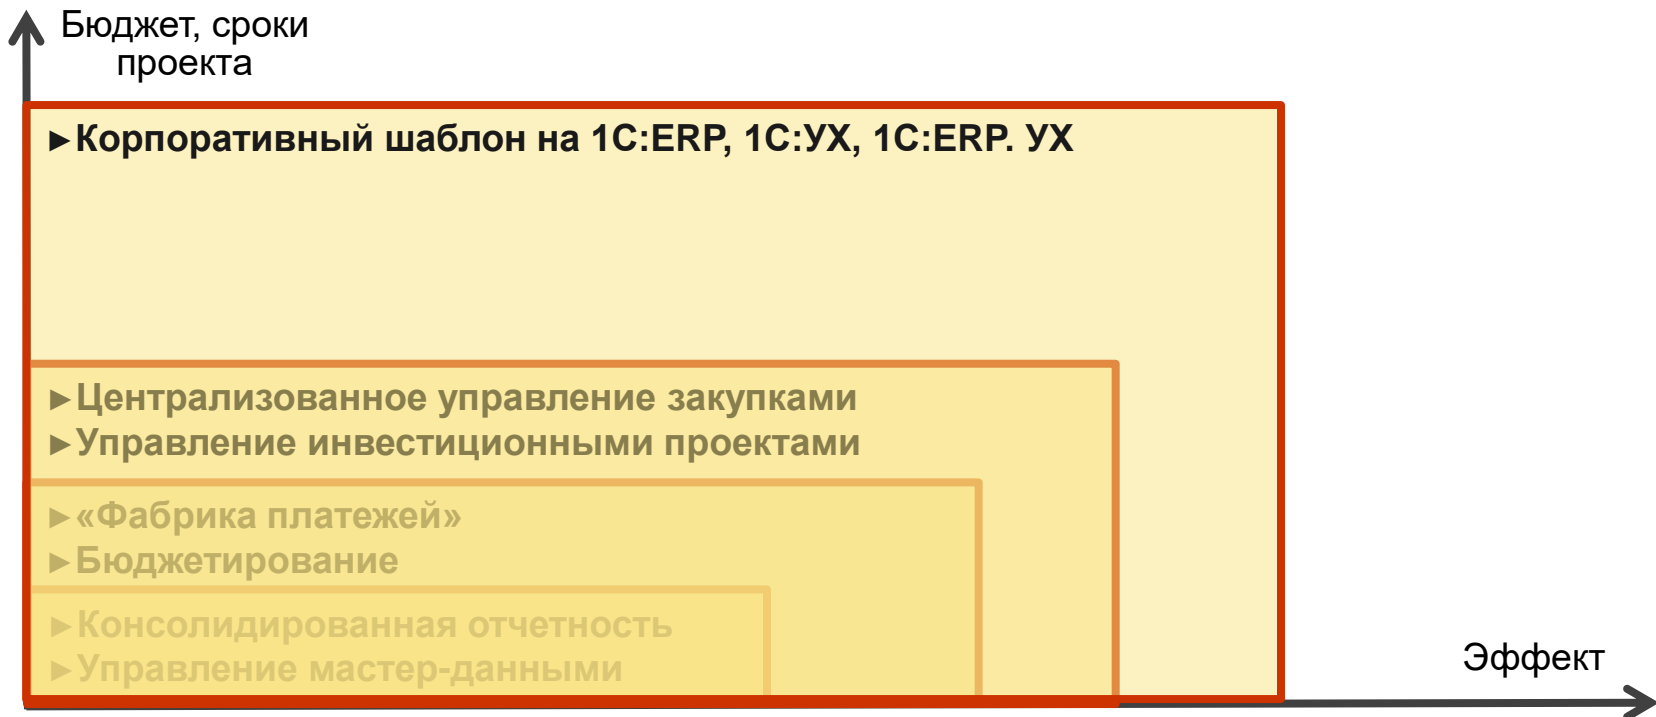 Бюджет, сроки
проекта
►Корпоративный шаблон на 1С:ERP, 1С:УХ, 1С:ERP. УХ
►Централизованное управление закупками
►Управление инвестиционными проектами
►«Фабрика платежей»
►Бюджетирование
►Консолидированная отчетность
►Управление мастер-данными
Эффект